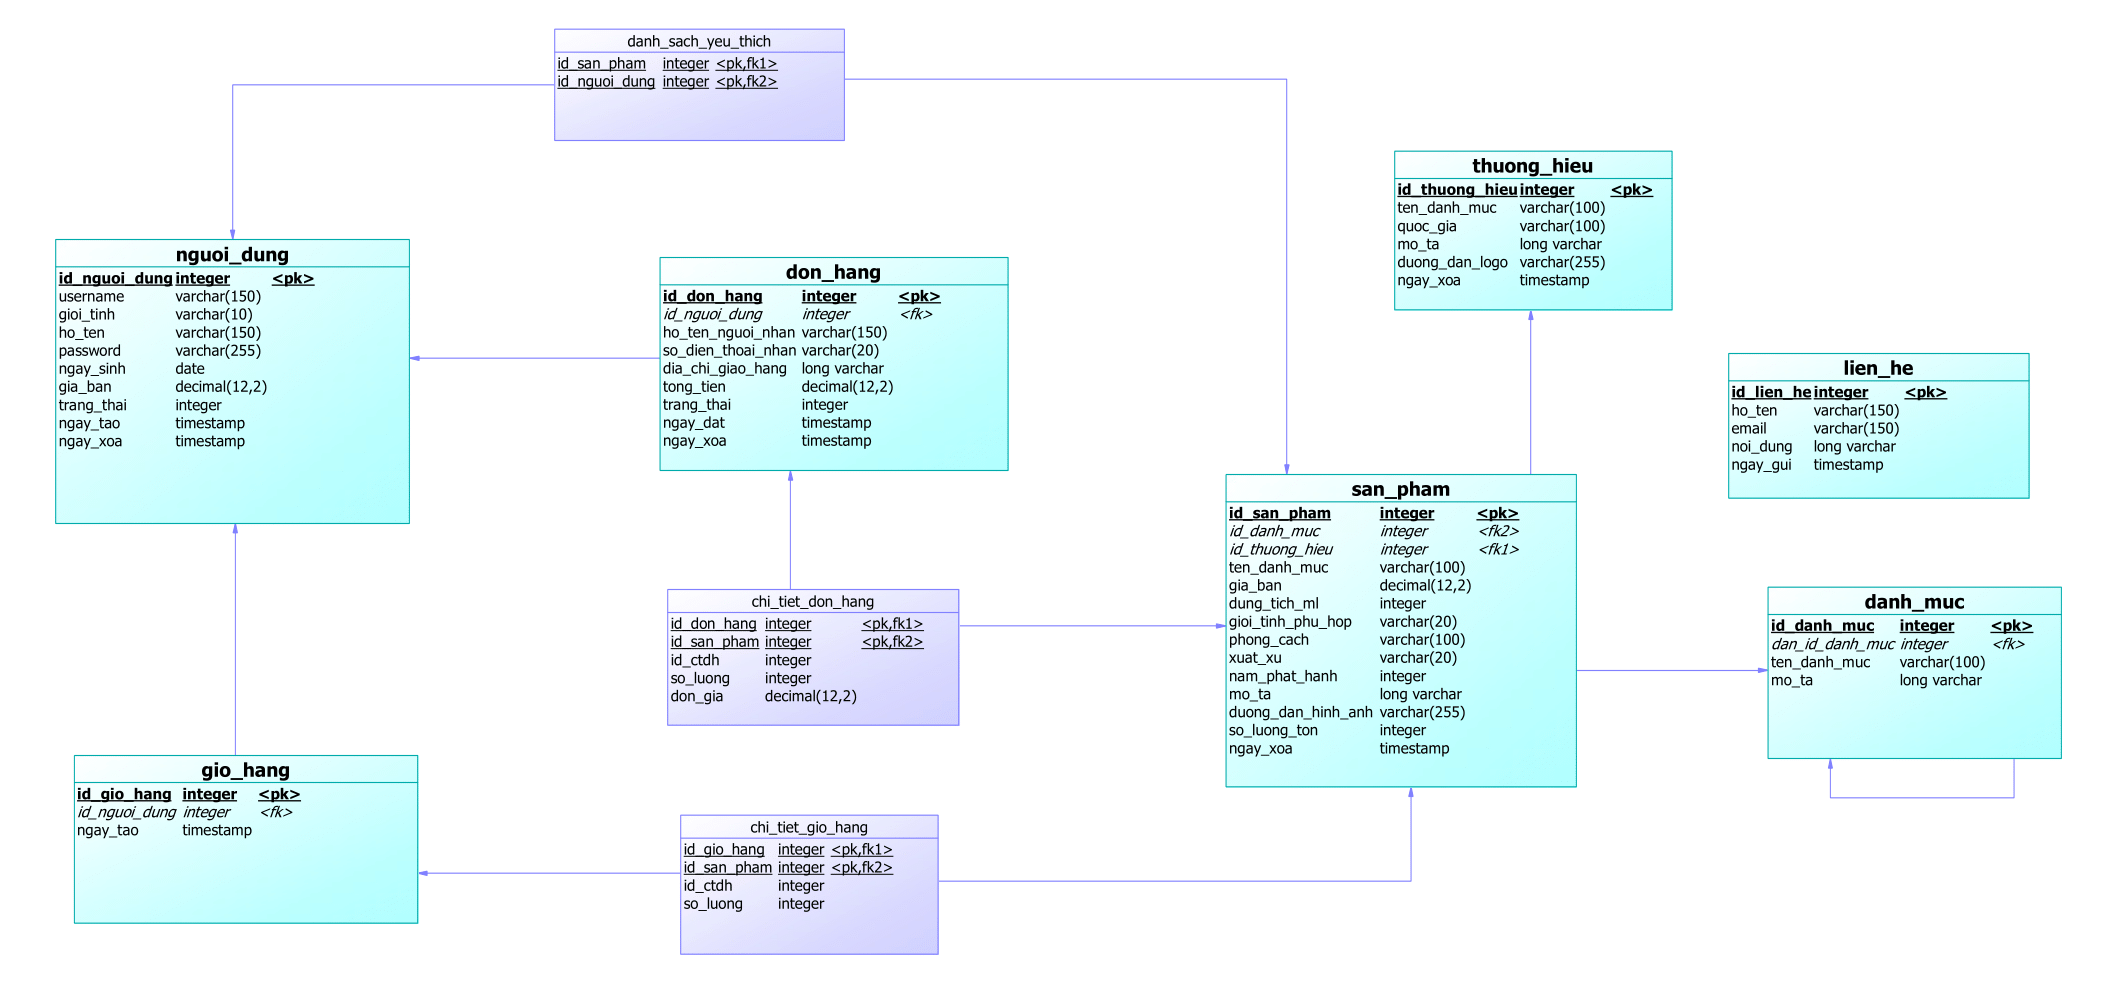 danh_sach_yeu_thich
id_san_pham integer <pk,fk1>
id_nguoi_dung integer <pk,fk2>
thuong_hieu
id_thuong_hieu integer <pk>
ten_danh_muc varchar(100)
quoc_gia varchar(100)
mo_ta long varchar
duong_dan_logo varchar(255)
ngay_xoa timestamp
nguoi_dung
id_nguoi_dung integer <pk>
username varchar(150)
gioi_tinh varchar(10)
ho_ten varchar(150)
password varchar(255)
ngay_sinh date
gia_ban decimal(12,2)
trang_thai integer
ngay_tao timestamp
ngay_xoa timestamp
don_hang
id_don_hang integer <pk>
id_nguoi_dung integer <fk>
ho_ten_nguoi_nhan varchar(150)
so_dien_thoai_nhan varchar(20)
dia_chi_giao_hang long varchar
tong_tien decimal(12,2)
trang_thai integer
ngay_dat timestamp
ngay_xoa timestamp
lien_he
id_lien_he integer <pk>
ho_ten varchar(150)
email varchar(150)
noi_dung long varchar
ngay_gui timestamp
san_pham
id_san_pham integer <pk>
id_danh_muc integer <fk2>
id_thuong_hieu integer <fk1>
ten_danh_muc varchar(100)
gia_ban decimal(12,2)
dung_tich_ml integer
gioi_tinh_phu_hop varchar(20)
phong_cach varchar(100)
xuat_xu varchar(20)
nam_phat_hanh integer
mo_ta long varchar
duong_dan_hinh_anh varchar(255)
so_luong_ton integer
ngay_xoa timestamp
chi_tiet_don_hang
id_don_hang integer <pk,fk1>
id_san_pham integer <pk,fk2>
id_ctdh integer
so_luong integer
don_gia decimal(12,2)
danh_muc
id_danh_muc integer <pk>
dan_id_danh_muc integer <fk>
ten_danh_muc varchar(100)
mo_ta long varchar
gio_hang
id_gio_hang integer <pk>
id_nguoi_dung integer <fk>
ngay_tao timestamp
chi_tiet_gio_hang
id_gio_hang integer <pk,fk1>
id_san_pham integer <pk,fk2>
id_ctdh integer
so_luong integer